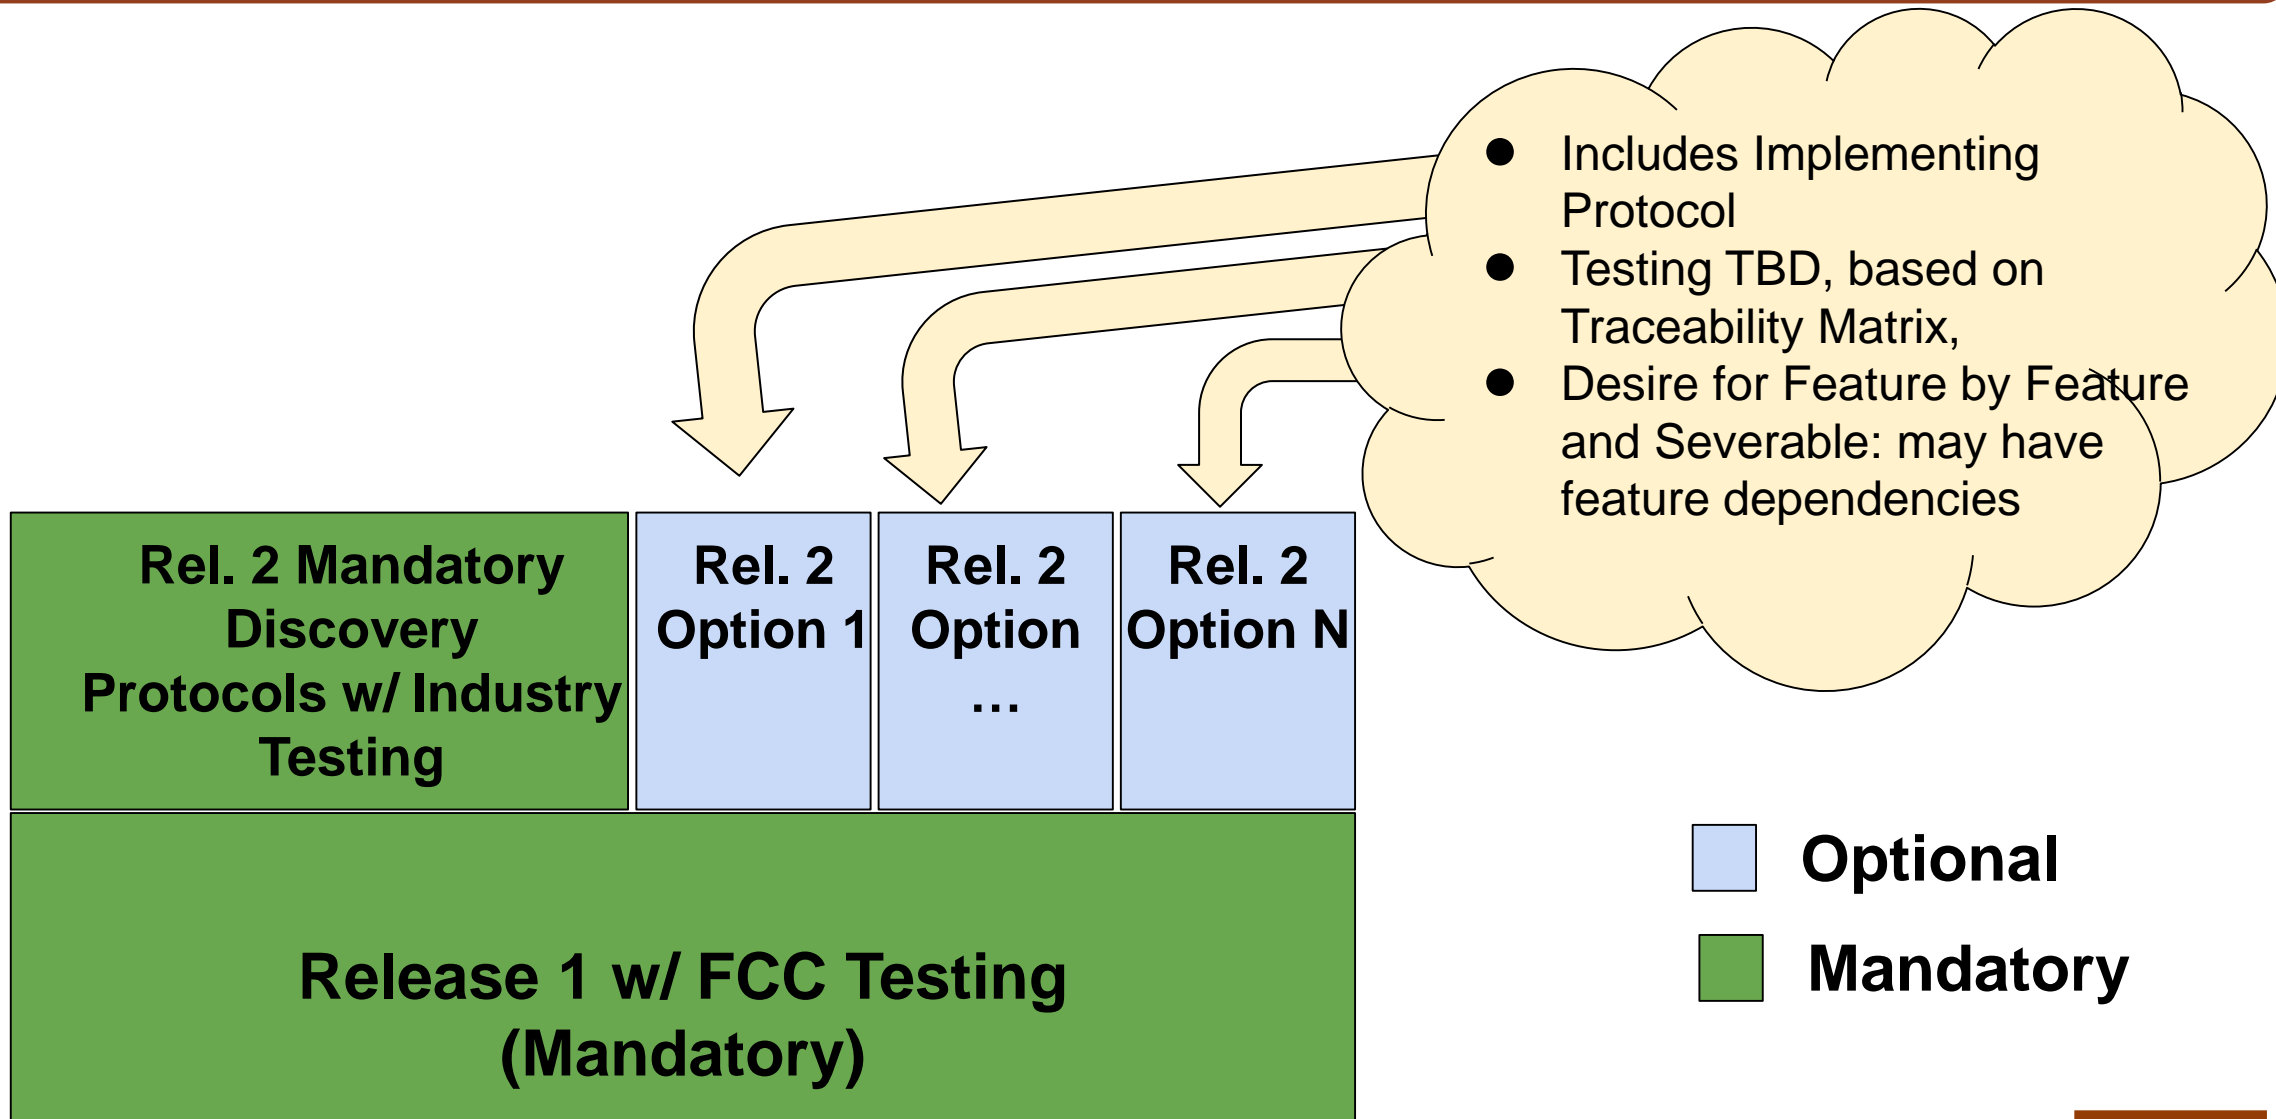 ● Includes Implementing
Protocol
● Testing TBD, based on
Traceability Matrix,
● Desire for Feature by Feature
and Severable: may have
feature dependencies
Rel. 2 Mandatory
Discovery
Protocols w/ Industry
Testing
Rel. 2
Option 1
Rel. 2
Option
…
Rel. 2
Option N
Release 1 w/ FCC Testing
(Mandatory)
Optional
Mandatory